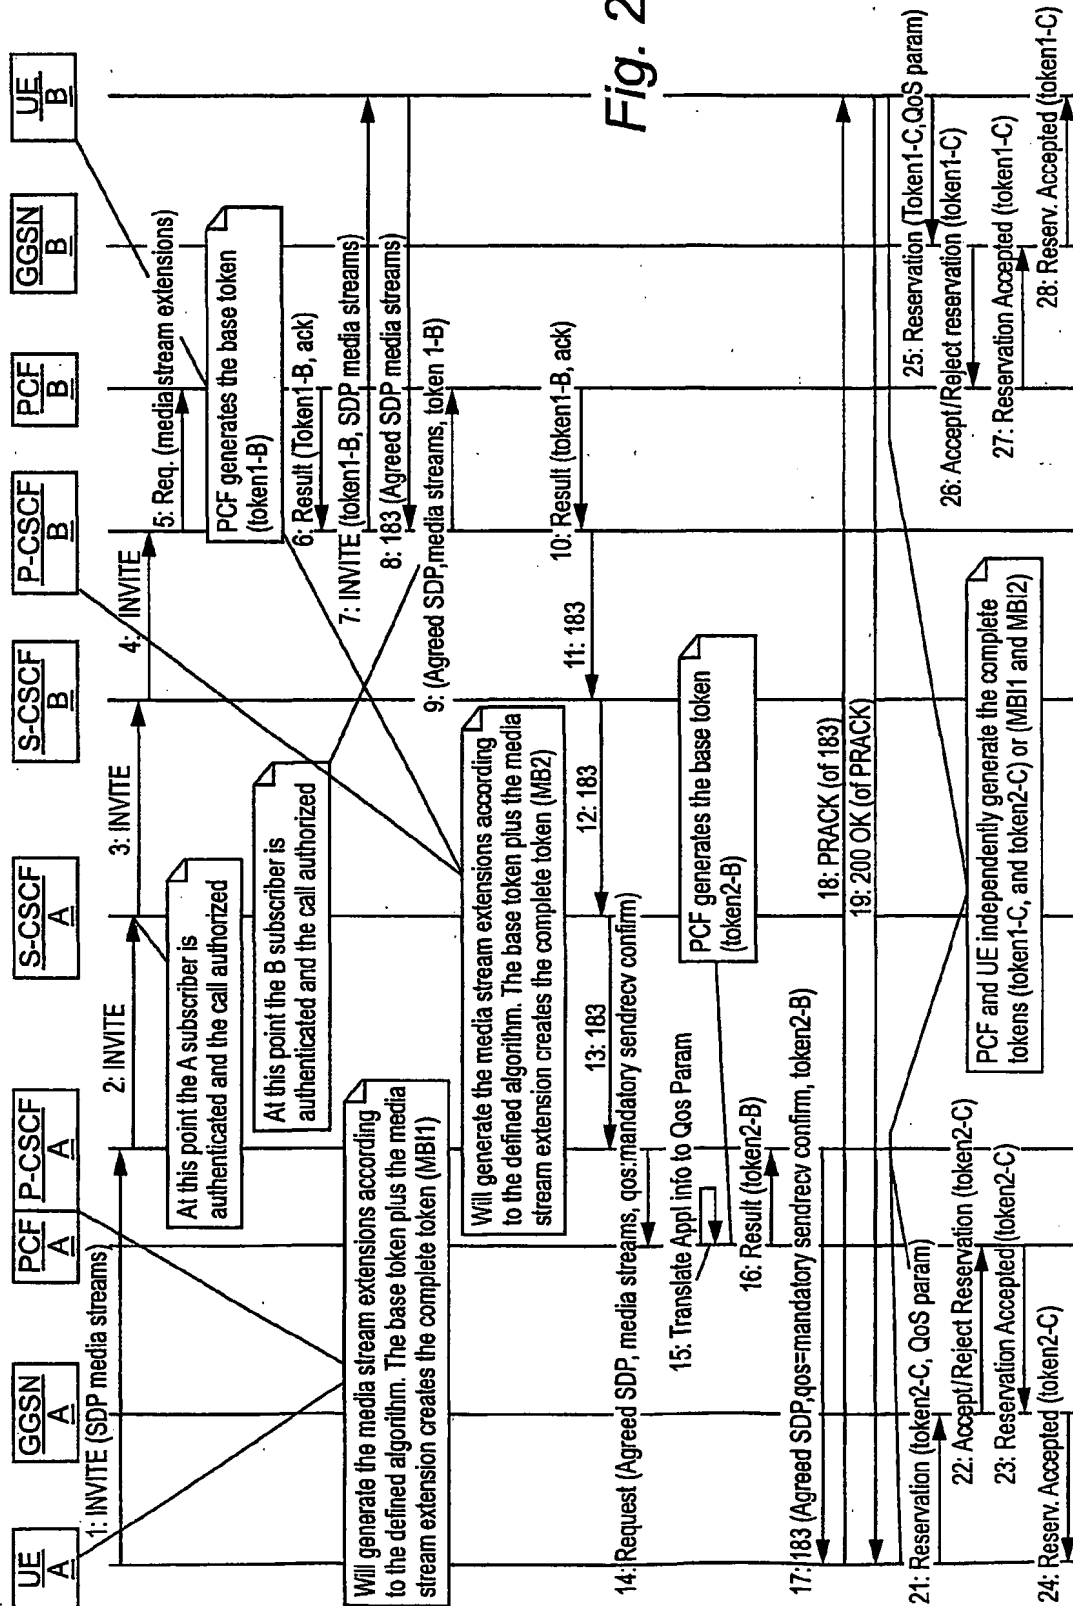 UE
A
GGSN
A
PCF
A
P-CSCF
A
S-CSCF
A
S-CSCF
B
P-CSCF
B
PCF
B
GGSN
B
UE
B
1: INVITE (SDP media streams)
2: INVITE
At this point the A subscriber is
authenticated and the call authorized
3: INVITE
4: INVITE
At this point the B subscriber is
authenticated and the call authorized
5: Req. (media stream extensions)
PCF generates the base token
(token1-B)
6: Result (Token1-B, ack)
7: INVITE (token1-B, SDP media streams)
8: 183 (Agreed SDP media streams)
9: (Agreed SDP,media streams, token 1-B)
Will generate the media stream extensions according
to the defined algorithm. The base token plus the media
stream extension creates the complete token (MBI1)
Will generate the media stream extensions according
to the defined algorithm. The base token plus the media
stream extension creates the complete token (MB2)
10: Result (token1-B, ack)
11: 183
12: 183
13: 183
14:Request (Agreed SDP, media streams, qos:mandatory sendrecv confirm)
15: Translate Appl info to Qos Param
PCF generates the base token
(token2-B)
16: Result (token2-B)
17:183 (Agreed SDP,qos=mandatory sendrecv confirm, token2-B)
18: PRACK (of 183)
19: 200 OK (of PRACK)
PCF and UE independently generate the complete
tokens (token1-C, and token2-C) or (MBI1 and MBI2)
21: Reservation (token2-C, QoS param)
22: Accept/Reject Reservation (token2-C)
23: Reservation Accepted (token2-C)
24: Reserv. Accepted (token2-C)
25: Reservation (Token1-C,QoS param)
26: Accept/Reject reservation (token1-C)
27: Reservation Accepted (token1-C)
28: Reserv. Accepted (token1-C)
Fig. 2